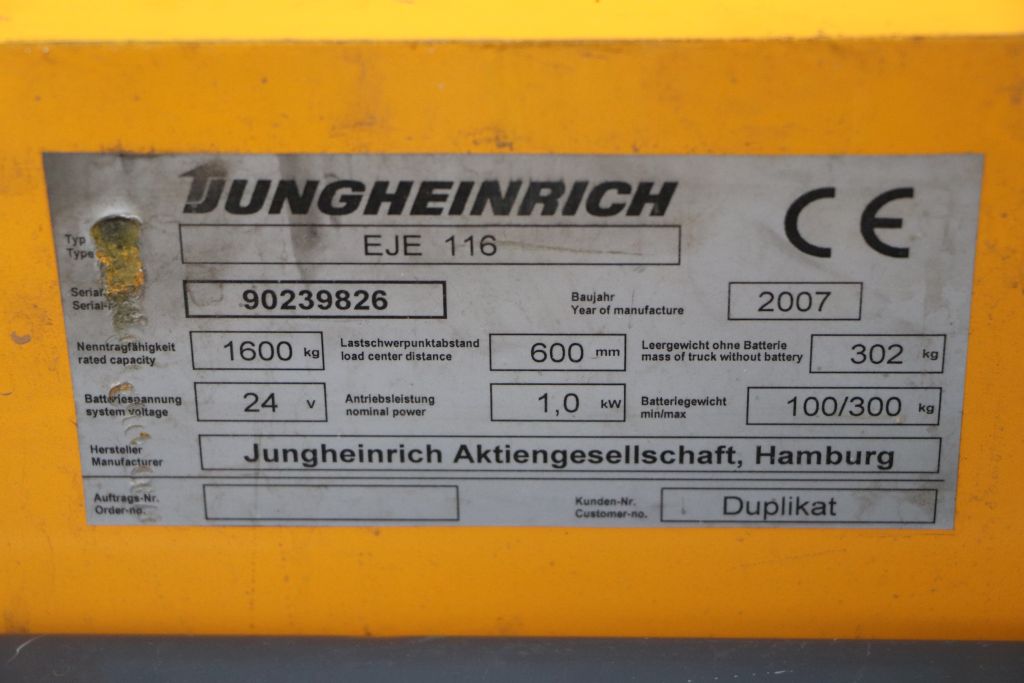 JUNGHEINRICH
CE
Typ
Type
EJE 116
Serial
90239826
Baujahr
Year of manufacture
2007
Nenntragfähigkeit
rated capacity
1600 kg
Lastschwerpunktabstand
load center distance
600 mm
Leergewicht ohne Batterie
mass of truck without battery
302 kg
Batteriespannung
system voltage
24 V
Antriebsleistung
nominal power
1,0 kW
Batteriegewicht
min/max
100/300 kg
Hersteller
Manufacturer
Jungheinrich Aktiengesellschaft, Hamburg
Auftrags-Nr.
Order-no.
Kunden-Nr.
Customer-no.
Duplikat